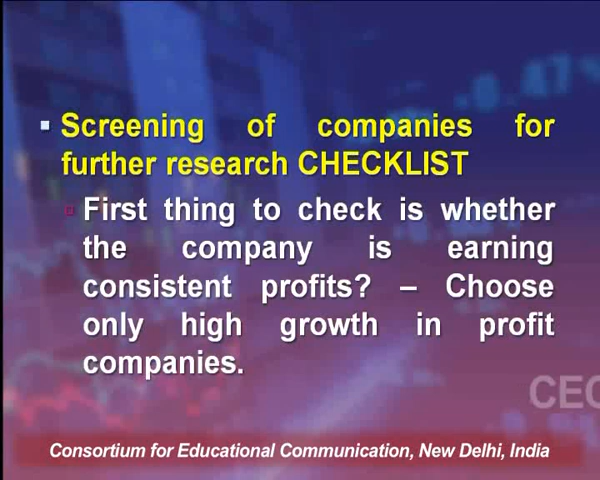 Screening of companies for
further research CHECKLIST
First thing to check is whether
the company is earning
consistent profits? – Choose
only high growth in profit
companies.
CEC
Consortium for Educational Communication, New Delhi, India